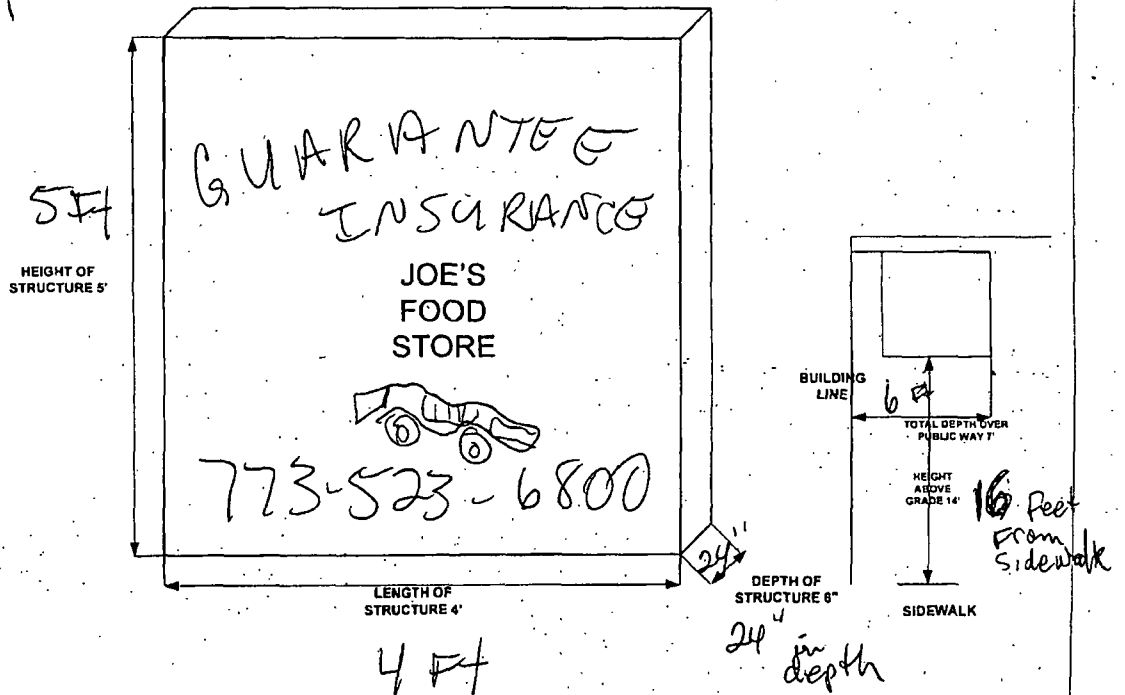 GUARANTEE
INSURANCE
JOE'S
FOOD
STORE
773-523-6800
5 Ft
HEIGHT OF
STRUCTURE 5'
LENGTH OF
STRUCTURE 4'
4 Ft
24"
DEPTH OF
STRUCTURE 6"
24" in
depth
BUILDING
LINE
6
TOTAL DEPTH OVER
PUBLIC WAY 7'
HEIGHT
ABOVE
GRADE 14'
16 Feet
From
Sidewalk
SIDEWALK